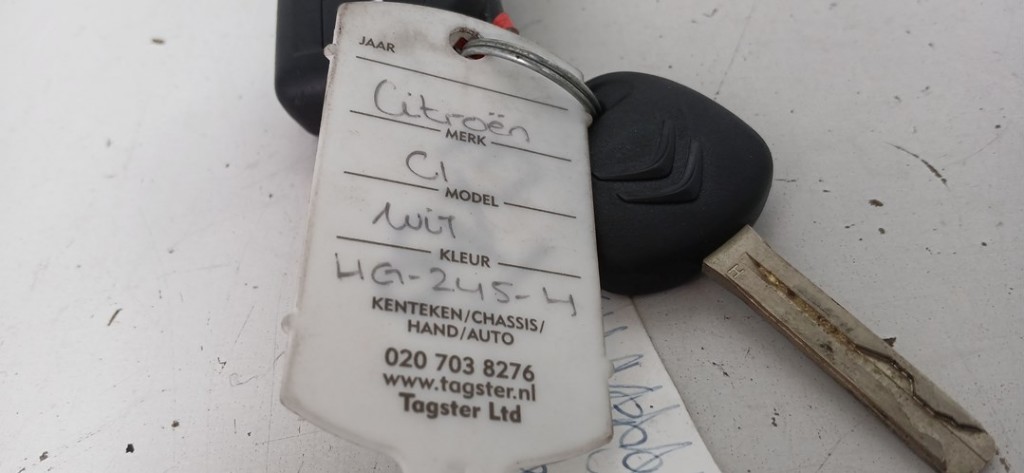 JAAR
Citroën
MERK
C1
MODEL
Wit
KLEUR
HG-245-H
KENTEKEN/CHASSIS/
HAND/AUTO
020 703 8276
www.tagster.nl
Tagster Ltd